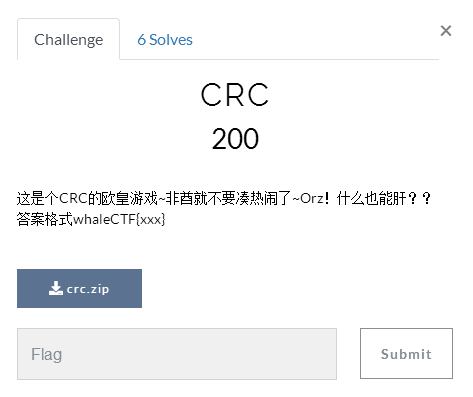 Challenge
6 Solves
×
CRC
200
这是个CRC的欧皇游戏~非酋就不要凑热闹了~Orz！什么也能肝？？
答案格式whaleCTF{xxx}
crc.zip
Flag
Submit